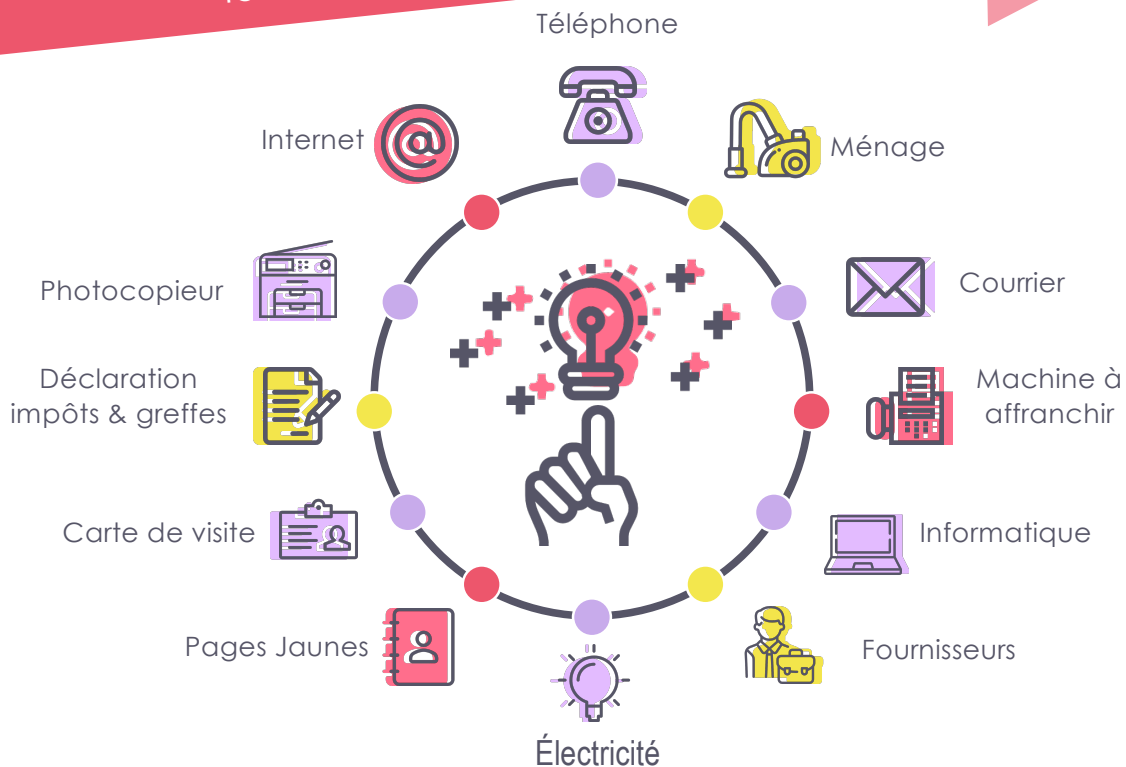 Téléphone
Internet
Ménage
Photocopieur
Courrier
Déclaration
impôts & greffes
Machine à
affranchir
Carte de visite
Informatique
Pages Jaunes
Fournisseurs
Électricité